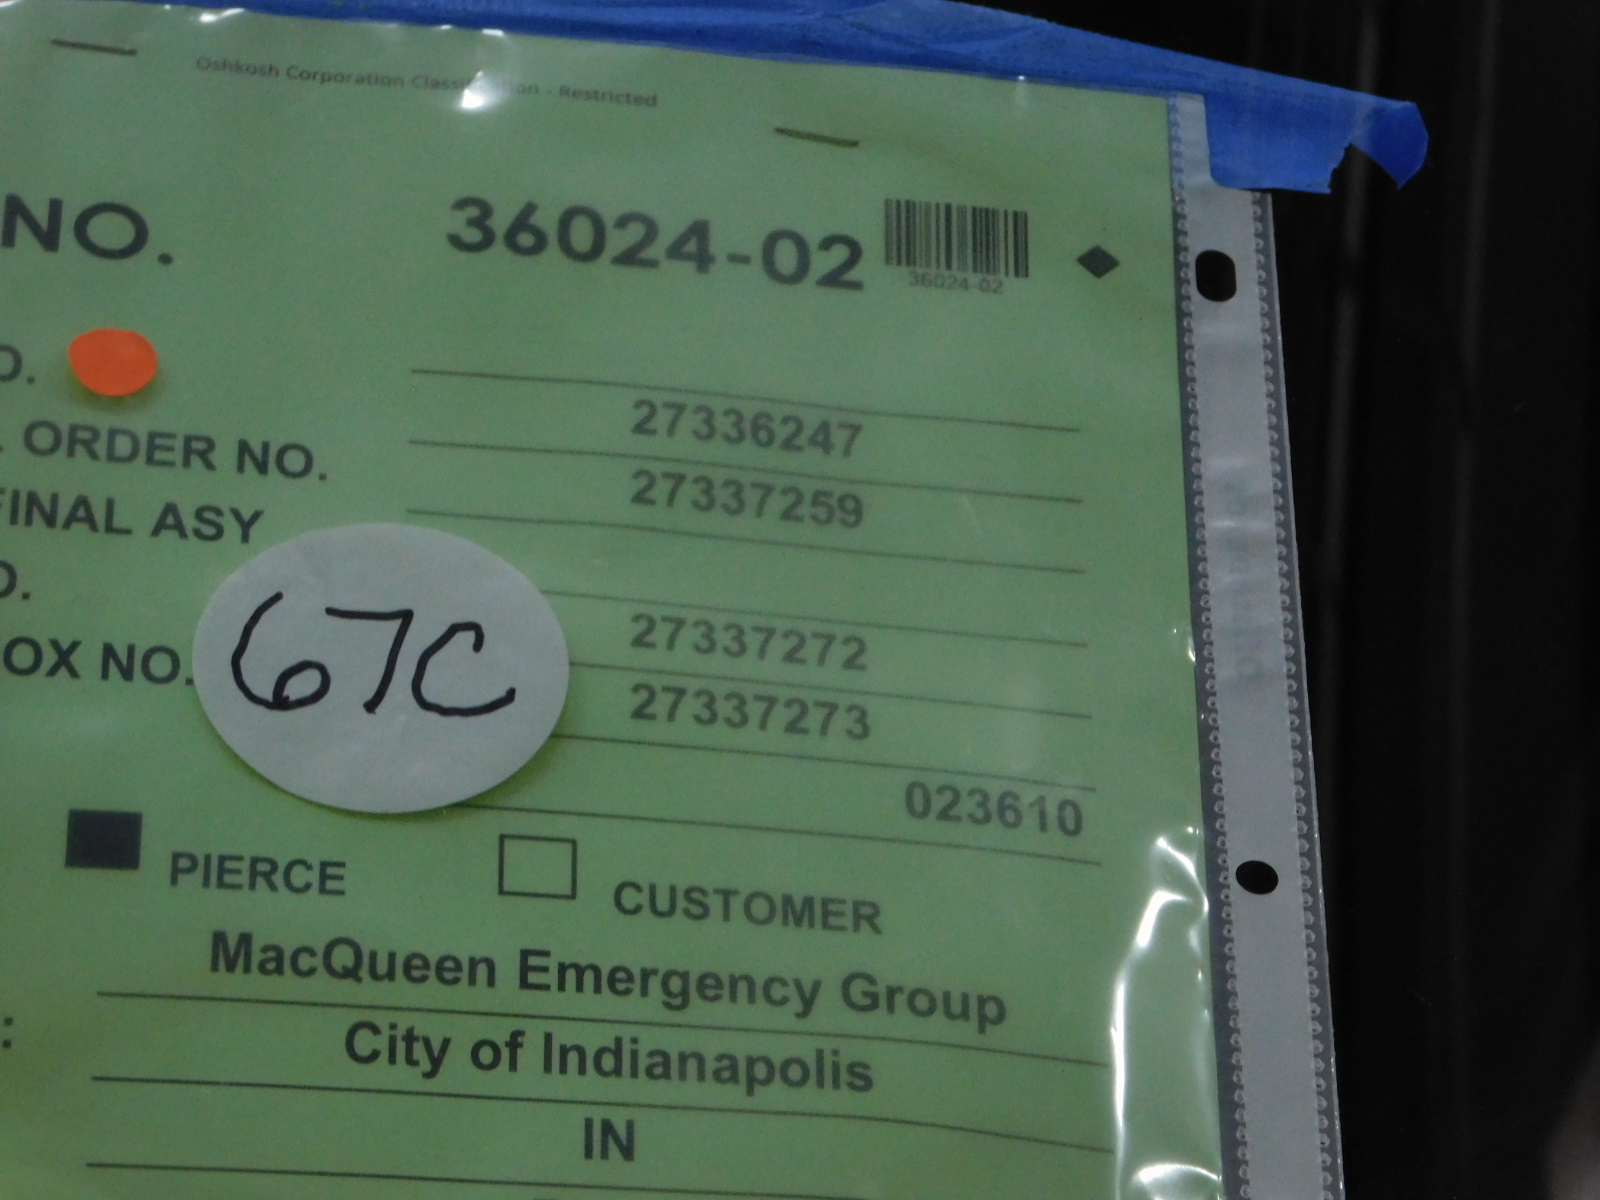 Oshkosh Corporation Classification - Restricted
NO. 36024-02
36024-02
O.
27336247
. ORDER NO.
27337259
FINAL ASY
O.
27337272
OX NO.
27337273
67C
023610
PIERCE CUSTOMER
MacQueen Emergency Group
: City of Indianapolis
IN